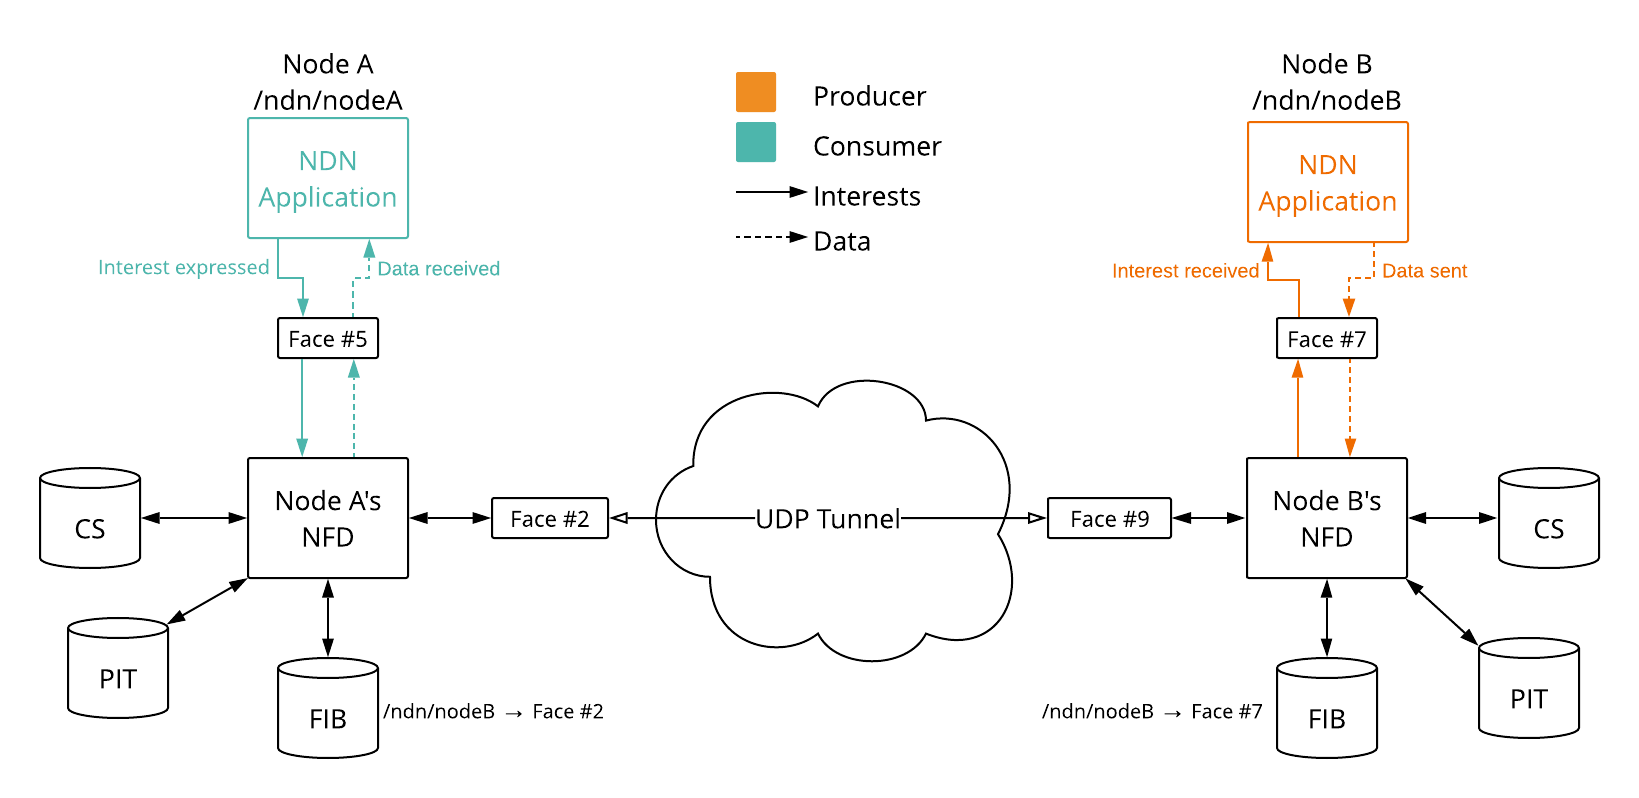 Node A
/ndn/nodeA
NDN
Application
Interest expressed
Data received
Face #5
Producer
Consumer
Interests
Data
Node B
/ndn/nodeB
NDN
Application
Interest received
Data sent
Face #7
CS
Node A's
NFD
Face #2
UDP Tunnel
Face #9
Node B's
NFD
CS
PIT
FIB
/ndn/nodeB → Face #2
/ndn/nodeB → Face #7
FIB
PIT